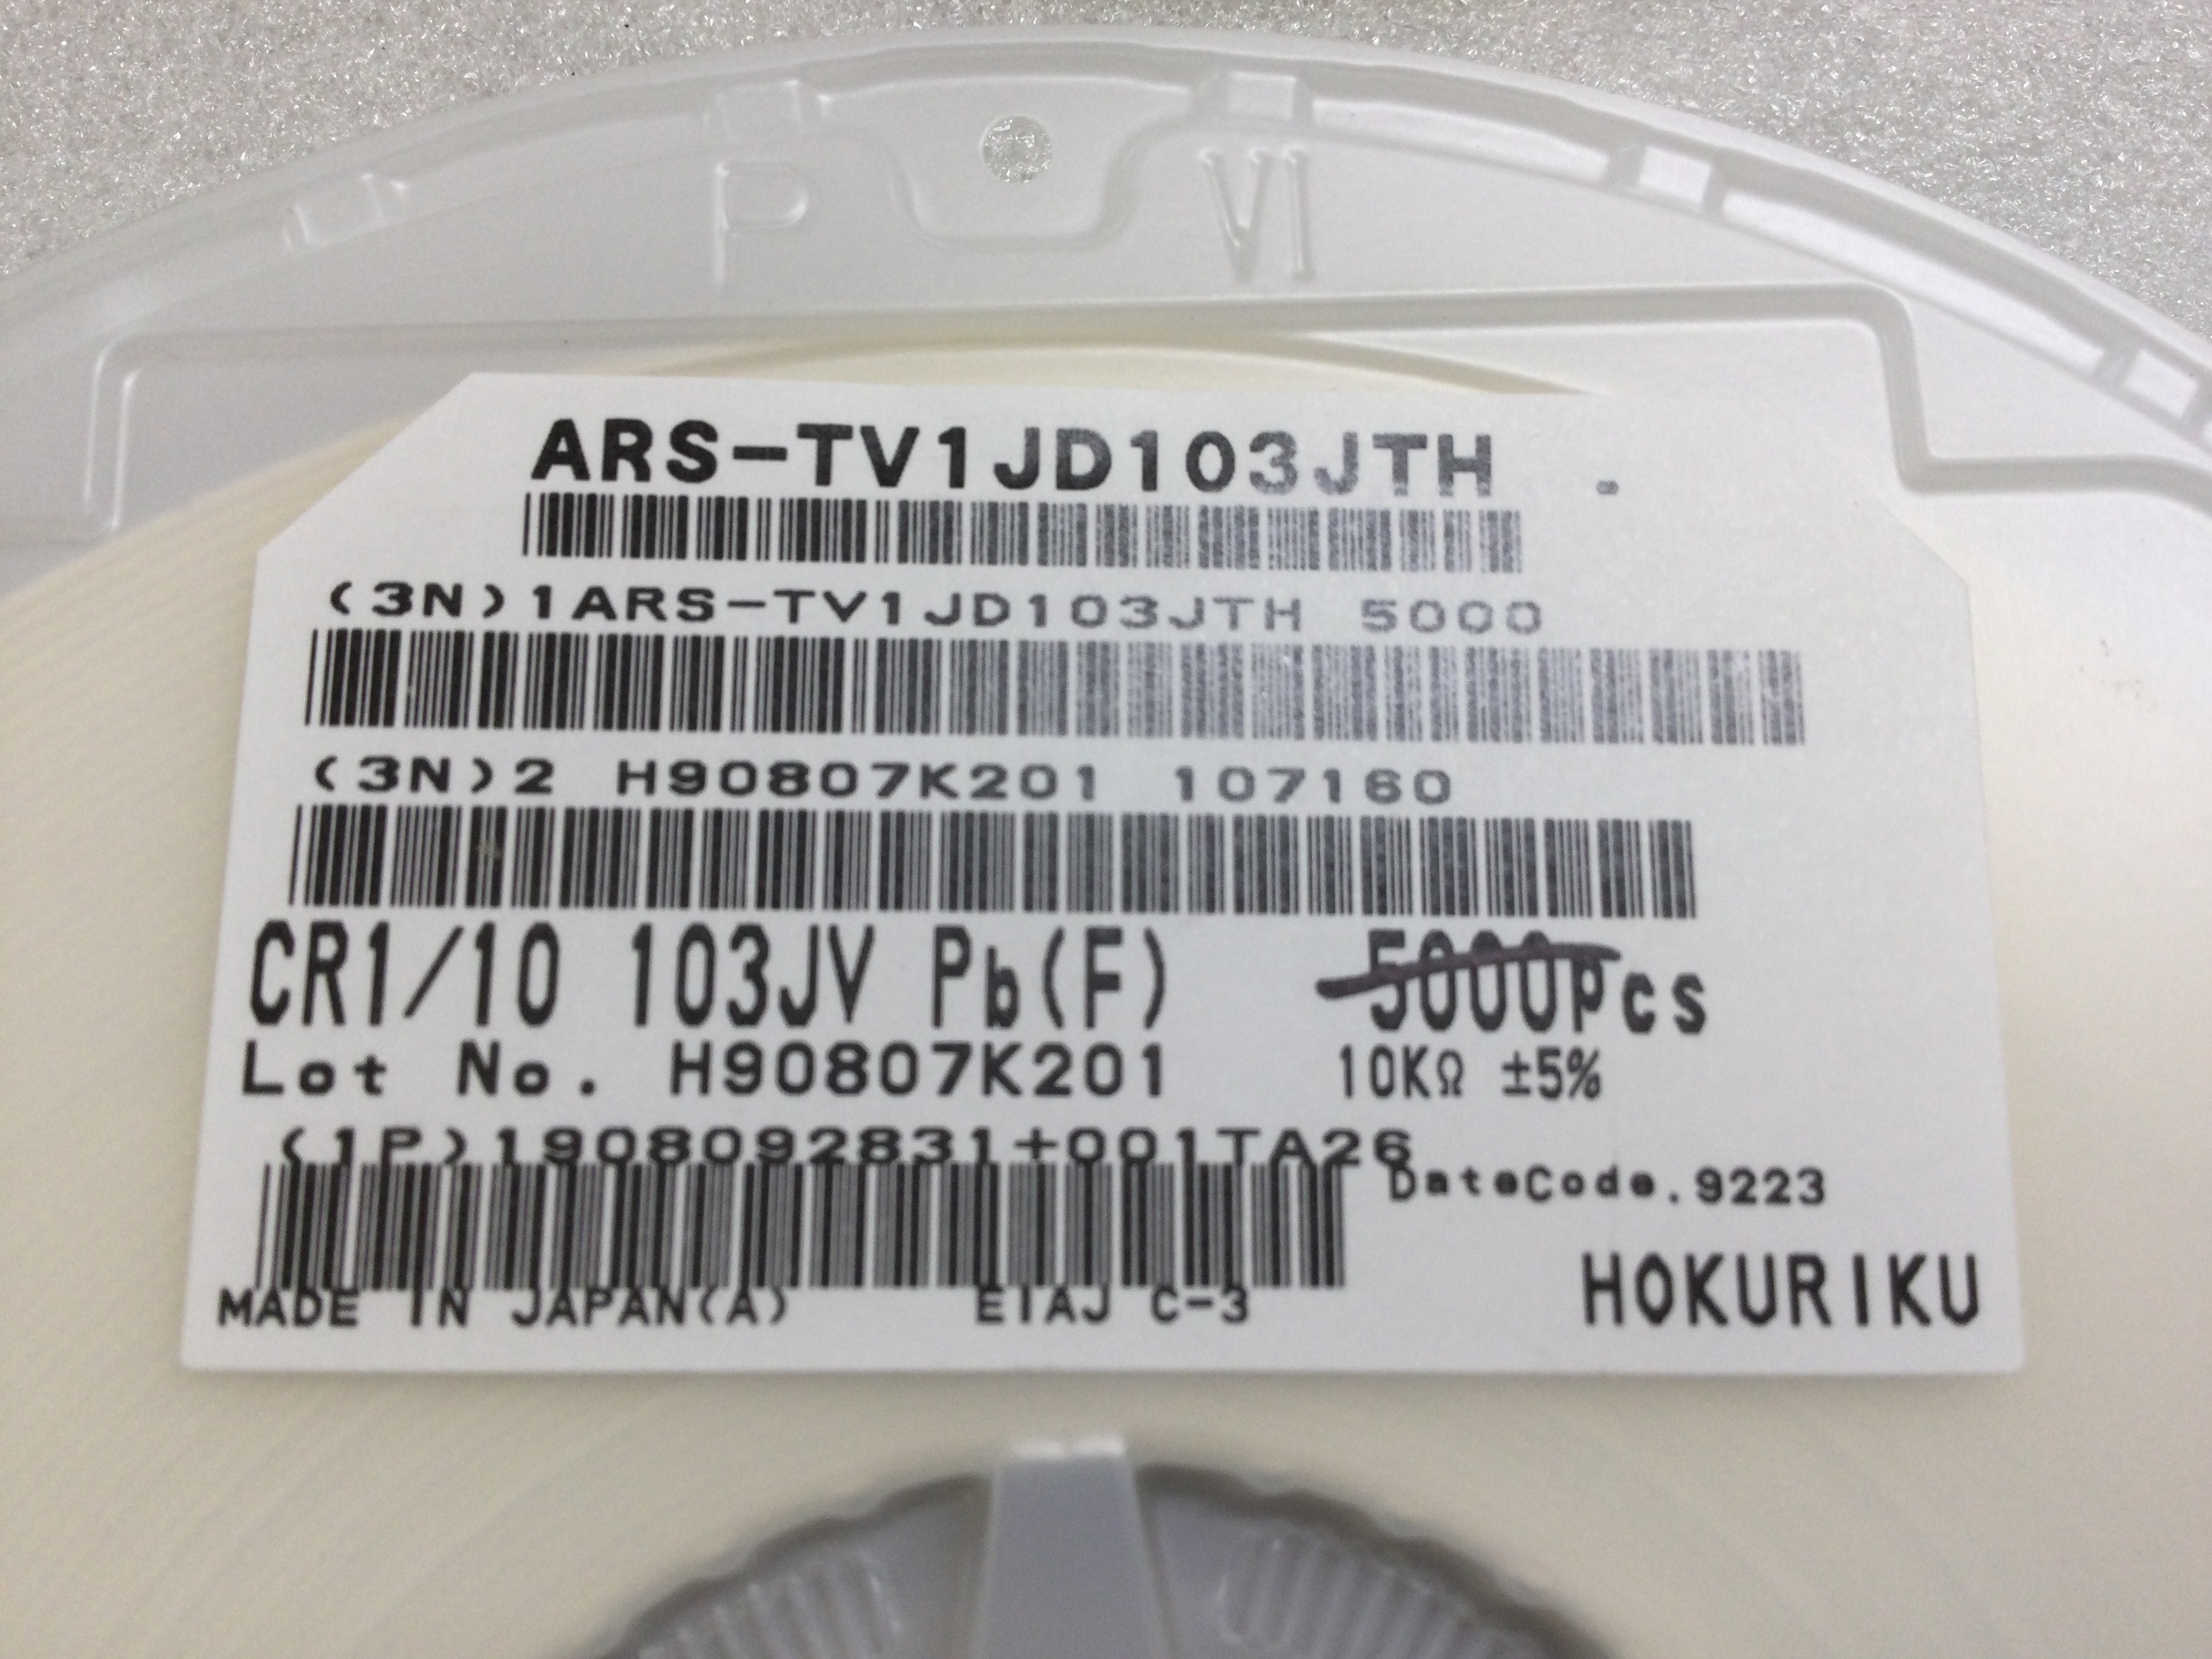 P VI
ARS-TV1JD103JTH
(3N)1ARS-TV1JD103JTH 5000
(3N)2 H90807K201 107160
CR1/10 103JV Pb(F) 5000pcs
Lot No. H90807K201 10KΩ ±5%
(1P)1908092831+001TA26
DateCode.9223
MADE IN JAPAN(A) EIAJ C-3 HOKURIKU